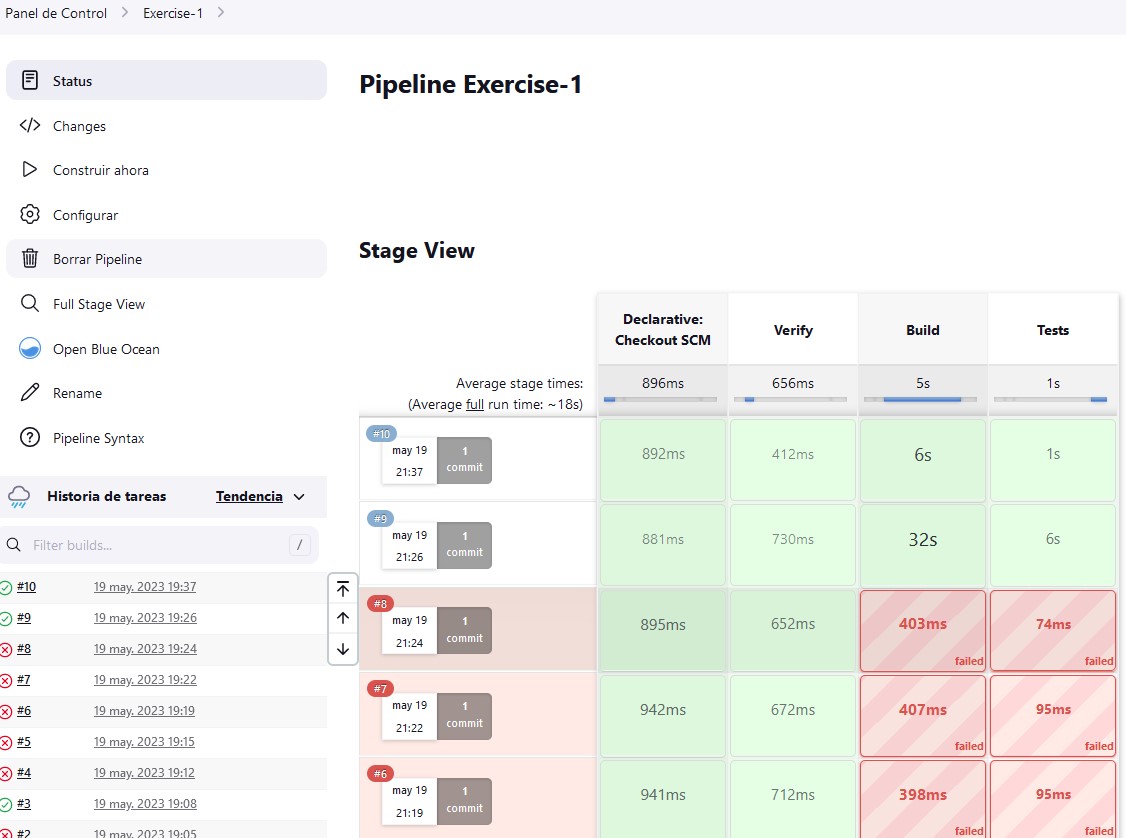 Panel de Control > Exercise-1 >
Status
Changes
Construir ahora
Configurar
Borrar Pipeline
Full Stage View
Open Blue Ocean
Rename
Pipeline Syntax
Historia de tareas Tendencia
Filter builds... /
#10 19 may. 2023 19:37
#9 19 may. 2023 19:26
#8 19 may. 2023 19:24
#7 19 may. 2023 19:22
#6 19 may. 2023 19:19
#5 19 may. 2023 19:15
#4 19 may. 2023 19:12
#3 19 may. 2023 19:08
#2 19 may. 2023 19:05
Pipeline Exercise-1
Stage View
Declarative:
Checkout SCM
Verify
Build
Tests
Average stage times:
(Average full run time: ~18s)
896ms
656ms
5s
1s
#10
may 19
21:37
1
commit
892ms
412ms
6s
1s
#9
may 19
21:26
1
commit
881ms
730ms
32s
6s
#8
may 19
21:24
1
commit
895ms
652ms
403ms
failed
74ms
failed
#7
may 19
21:22
1
commit
942ms
672ms
407ms
failed
95ms
failed
#6
may 19
21:19
1
commit
941ms
712ms
398ms
failed
95ms
failed